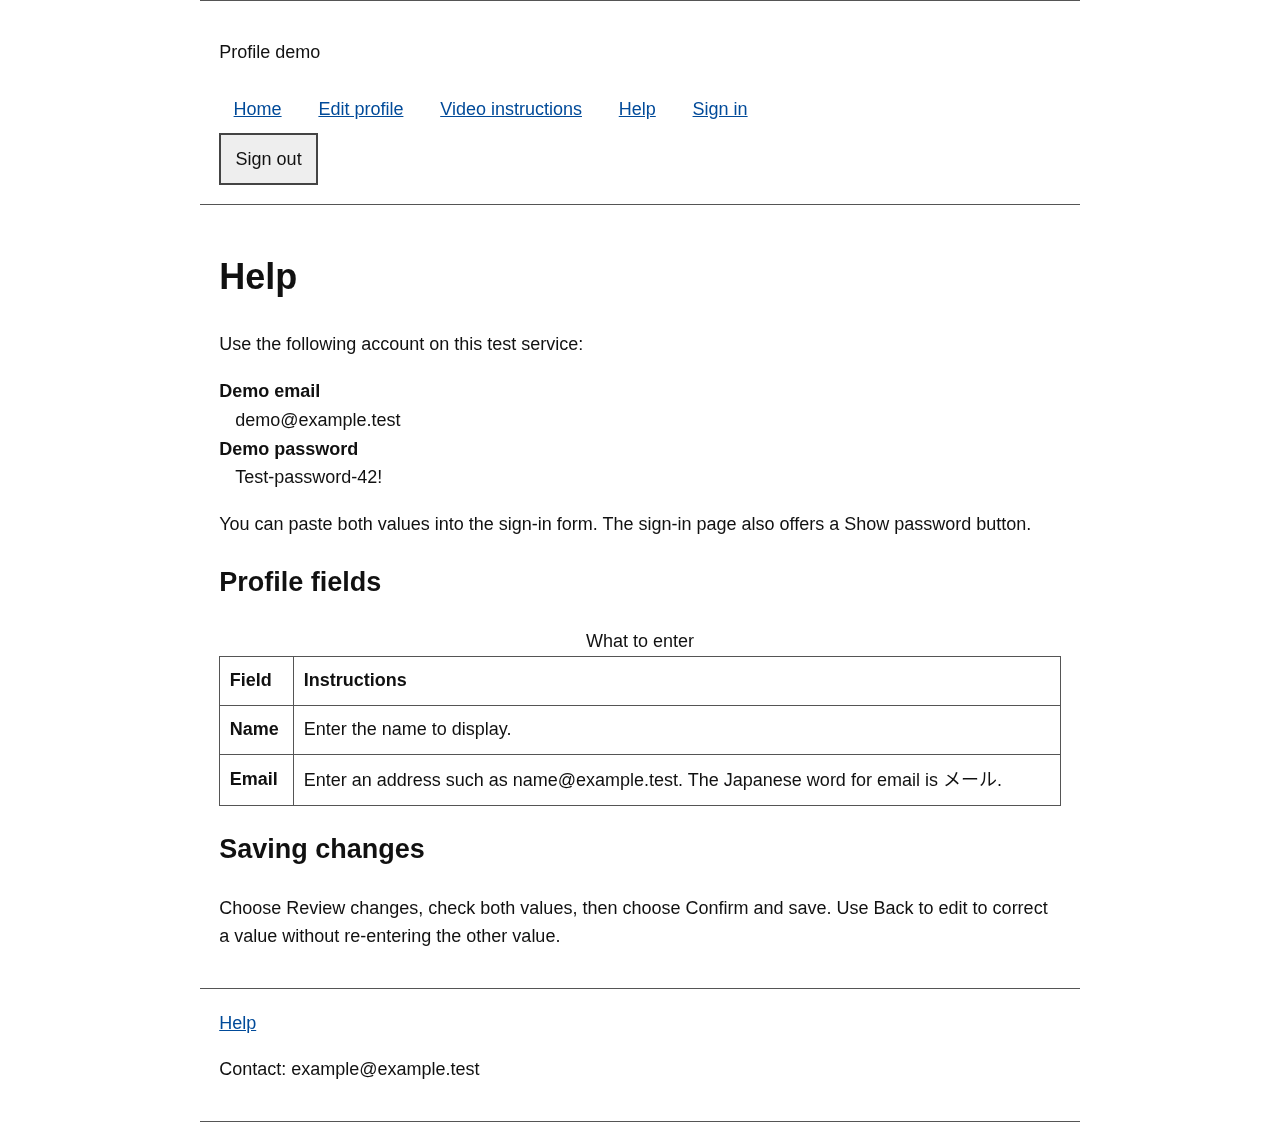 Profile demo
Home Edit profile Video instructions Help Sign in
Sign out
Help
Use the following account on this test service:
Demo email
demo@example.test
Demo password
Test-password-42!
You can paste both values into the sign-in form. The sign-in page also offers a Show password button.
Profile fields
What to enter
Field Instructions
Name Enter the name to display.
Email Enter an address such as name@example.test. The Japanese word for email is メール.
Saving changes
Choose Review changes, check both values, then choose Confirm and save. Use Back to edit to correct
a value without re-entering the other value.
Help
Contact: example@example.test